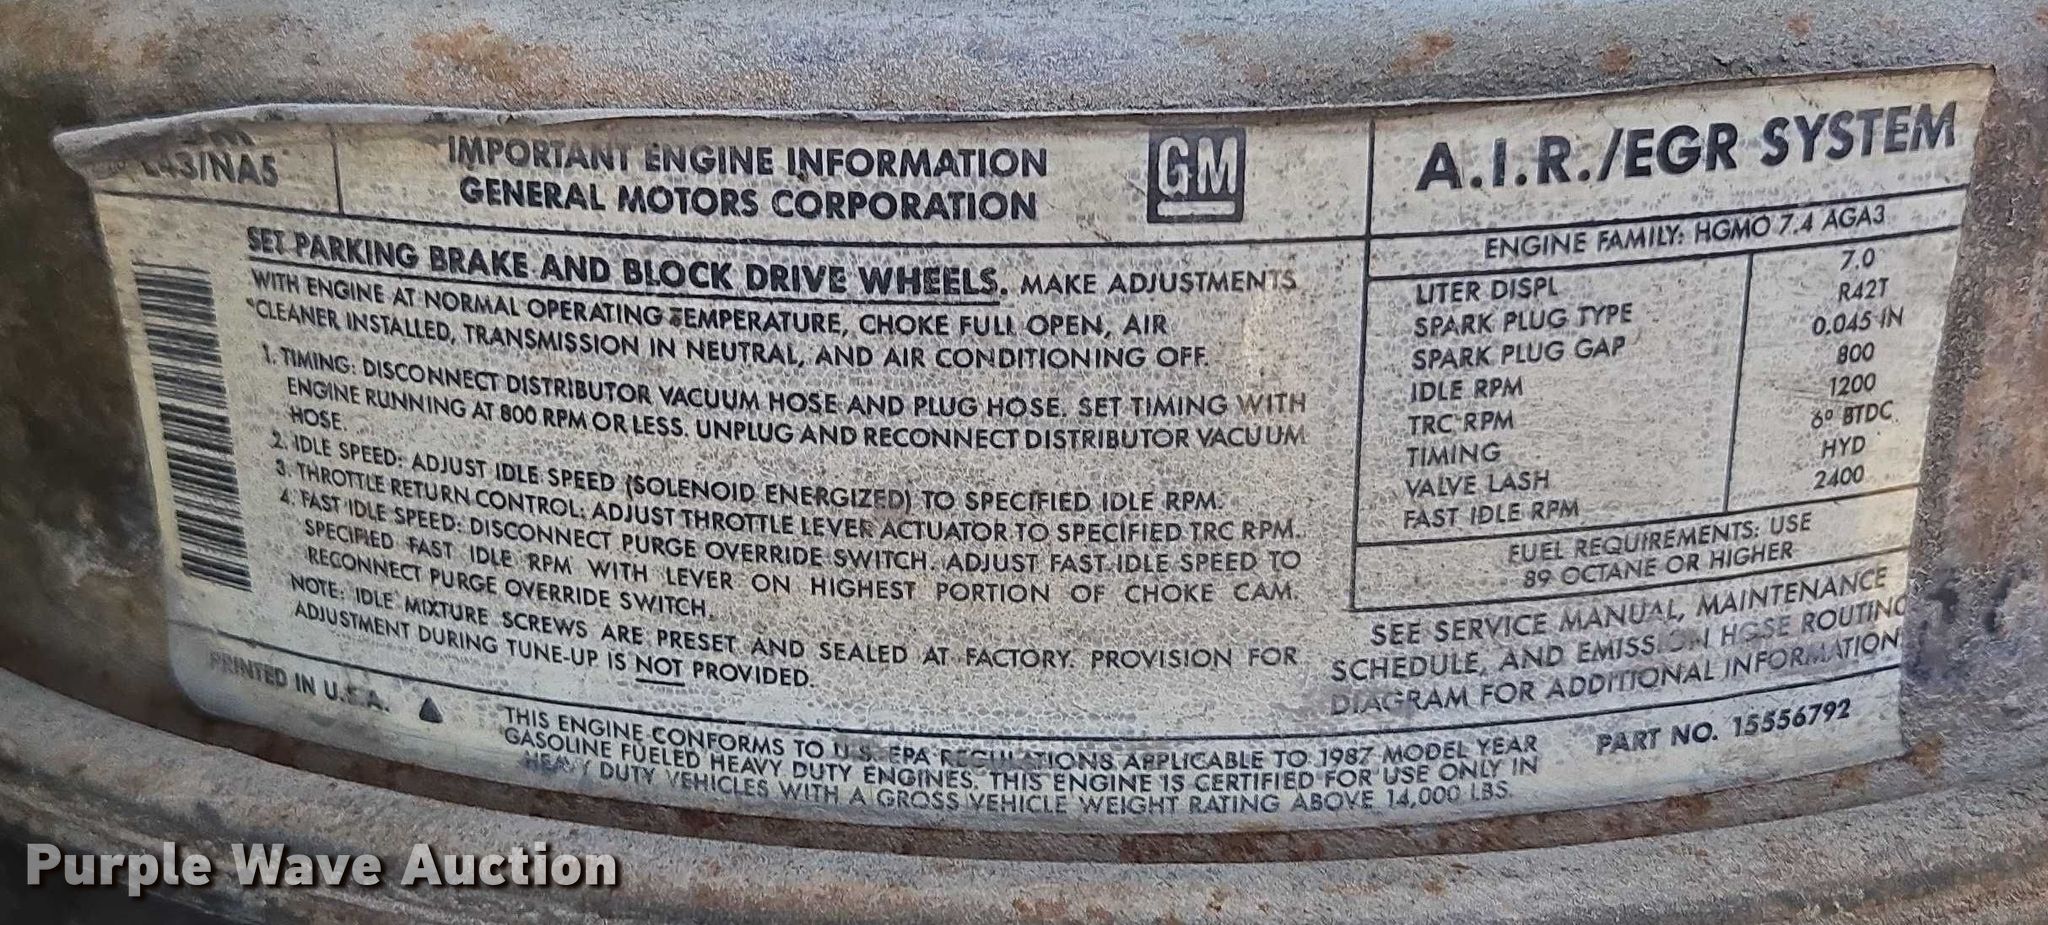 L43/NA5
IMPORTANT ENGINE INFORMATION
GENERAL MOTORS CORPORATION
GM
SET PARKING BRAKE AND BLOCK DRIVE WHEELS. MAKE ADJUSTMENTS
WITH ENGINE AT NORMAL OPERATING TEMPERATURE, CHOKE FULL OPEN, AIR
CLEANER INSTALLED, TRANSMISSION IN NEUTRAL, AND AIR CONDITIONING OFF.
1. TIMING: DISCONNECT DISTRIBUTOR VACUUM HOSE AND PLUG HOSE. SET TIMING WITH
ENGINE RUNNING AT 800 RPM OR LESS. UNPLUG AND RECONNECT DISTRIBUTOR VACUUM
HOSE.
2. IDLE SPEED: ADJUST IDLE SPEED (SOLENOID ENERGIZED) TO SPECIFIED IDLE RPM.
3. THROTTLE RETURN CONTROL: ADJUST THROTTLE LEVER ACTUATOR TO SPECIFIED TRC RPM.
4. FAST IDLE SPEED: DISCONNECT PURGE OVERRIDE SWITCH. ADJUST FAST IDLE SPEED TO
SPECIFIED FAST IDLE RPM WITH LEVER ON HIGHEST PORTION OF CHOKE CAM.
RECONNECT PURGE OVERRIDE SWITCH.
NOTE: IDLE MIXTURE SCREWS ARE PRESET AND SEALED AT FACTORY. PROVISION FOR
ADJUSTMENT DURING TUNE-UP IS NOT PROVIDED.
A.I.R./EGR SYSTEM
ENGINE FAMILY: HGMO 7.4 AGA3
LITER DISPL 7.0
SPARK PLUG TYPE R42T
SPARK PLUG GAP 0.045 IN
IDLE RPM 800
TRC RPM 1200
TIMING 6° BTDC
VALVE LASH HYD
FAST IDLE RPM 2400
FUEL REQUIREMENTS: USE
89 OCTANE OR HIGHER
SEE SERVICE MANUAL, MAINTENANCE
SCHEDULE, AND EMISSION HOSE ROUTING
DIAGRAM FOR ADDITIONAL INFORMATION
PRINTED IN U.S.A.
THIS ENGINE CONFORMS TO U.S. EPA REGULATIONS APPLICABLE TO 1987 MODEL YEAR
GASOLINE FUELED HEAVY DUTY ENGINES. THIS ENGINE IS CERTIFIED FOR USE ONLY IN
HEAVY DUTY VEHICLES WITH A GROSS VEHICLE WEIGHT RATING ABOVE 14,000 LBS.
PART NO. 15556792
Purple Wave Auction